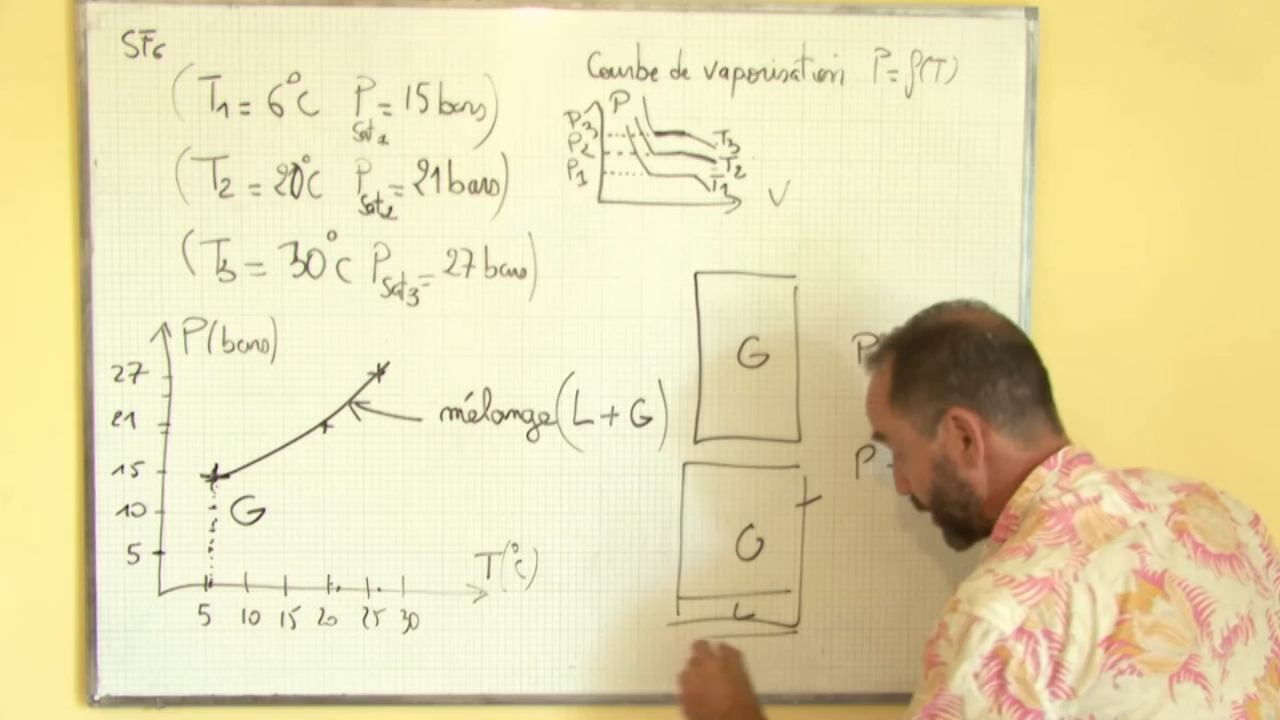 SF6
(T1 = 6°C Psat1 = 15 bars)
(T2 = 20°C Psat2 = 21 bars)
(T3 = 30°C Psat3 = 27 bars)
Courbe de vaporisation P = f(T)
P
P3
P2
P1
T3
T2
T1
V
P(bars)
27
21
15
10
5
mélange (L + G)
G
T(°C)
5 10 15 20 25 30
G
G
L
P
P